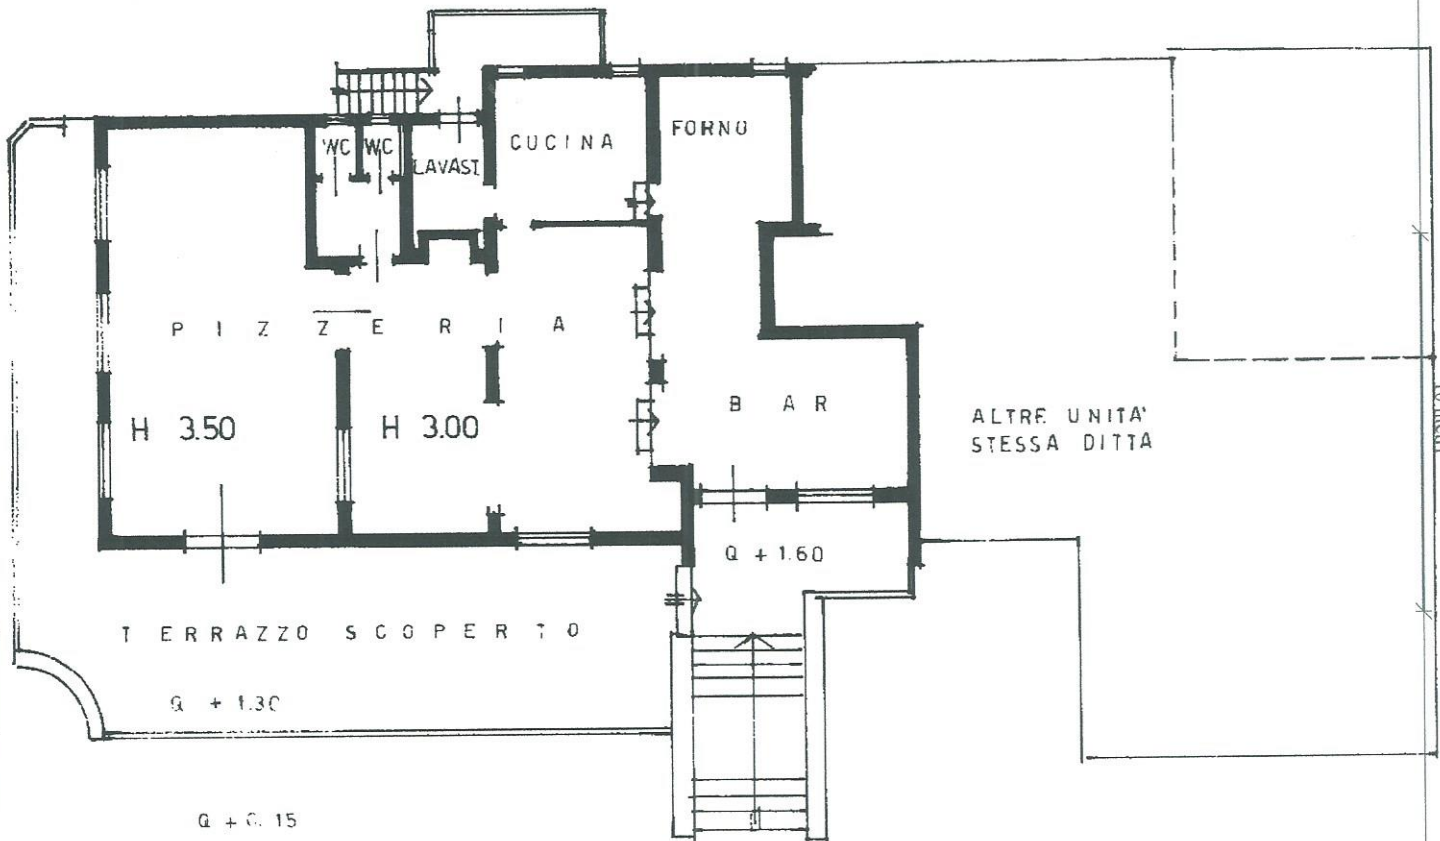 WC WC
LAVASI
CUCINA
FORNO
PIZZERIA
H 3.50
H 3.00
BAR
ALTRE UNITA'
STESSA DITTA
Q + 1.60
TERRAZZO SCOPERTO
Q + 1.30
Q + 0.15